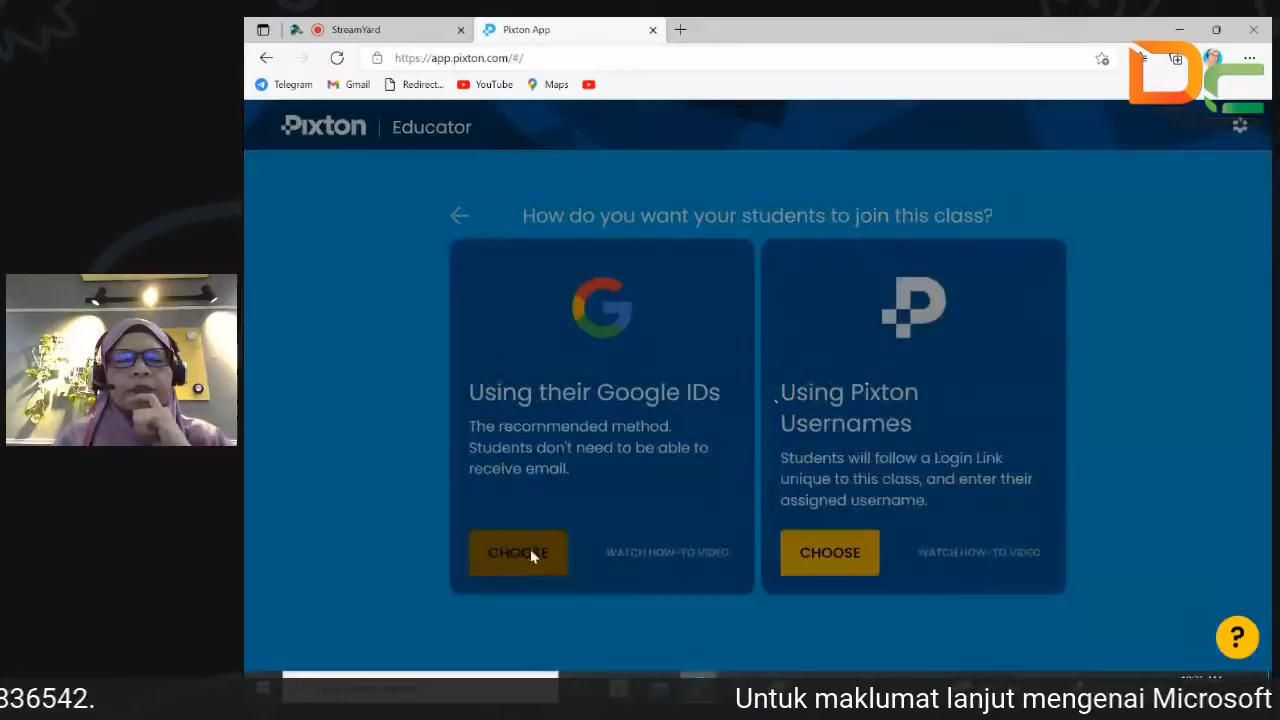 StreamYard
Pixton App
https://app.pixton.com/#/
Telegram
Gmail
Redirect...
YouTube
Maps
Pixton
Educator
How do you want your students to join this class?
Using their Google IDs
The recommended method.
Students don't need to be able to
receive email.
CHOOSE
WATCH HOW-TO VIDEO
Using Pixton
Usernames
Students will follow a Login Link
unique to this class, and enter their
assigned username.
CHOOSE
WATCH HOW-TO VIDEO
?
836542.
Untuk maklumat lanjut mengenai Microsoft